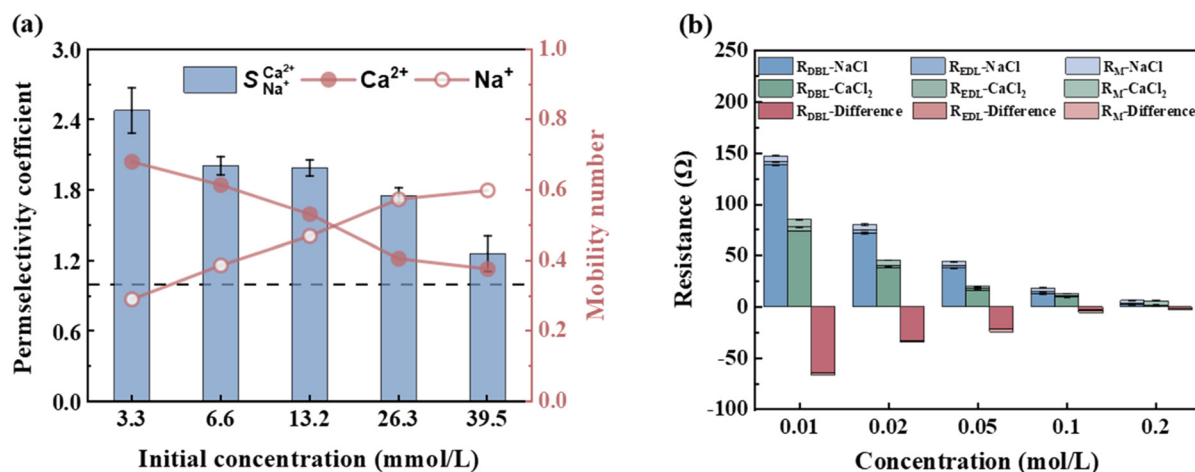 (a)
3.0
2.4
1.8
1.2
0.6
0.0
Permselectivity coefficient
S Ca²⁺ Na⁺
Ca²⁺
Na⁺
1.0
0.8
0.6
0.4
0.2
0.0
Mobility number
3.3 6.6 13.2 26.3 39.5
Initial concentration (mmol/L)
(b)
250
200
150
100
50
0
-50
-100
Resistance (Ω)
R_DBL-NaCl R_EDL-NaCl R_M-NaCl
R_DBL-CaCl₂ R_EDL-CaCl₂ R_M-CaCl₂
R_DBL-Difference R_EDL-Difference R_M-Difference
0.01 0.02 0.05 0.1 0.2
Concentration (mol/L)